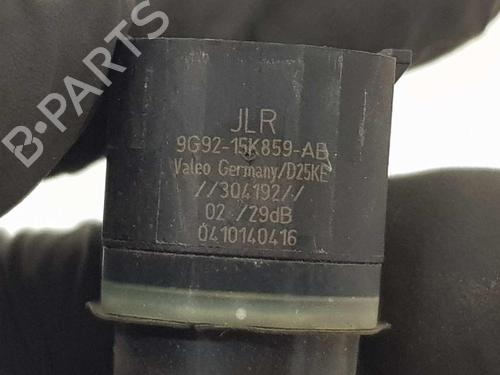 B-PARTS
JLR
9G92-15K859-AB
Valeo Germany/D25KE
//304192//
02 /29dB
0410140416